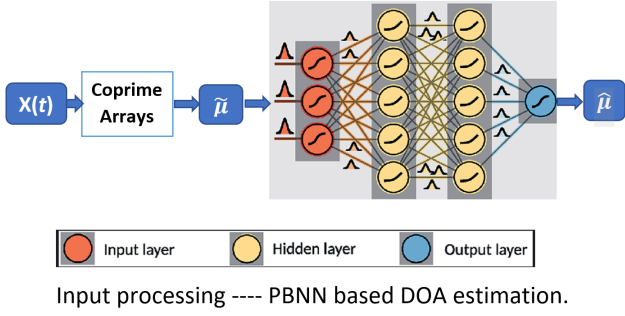 X(t)
Coprime
Arrays
μ̃
μ̂
Input layer
Hidden layer
Output layer
Input processing ---- PBNN based DOA estimation.